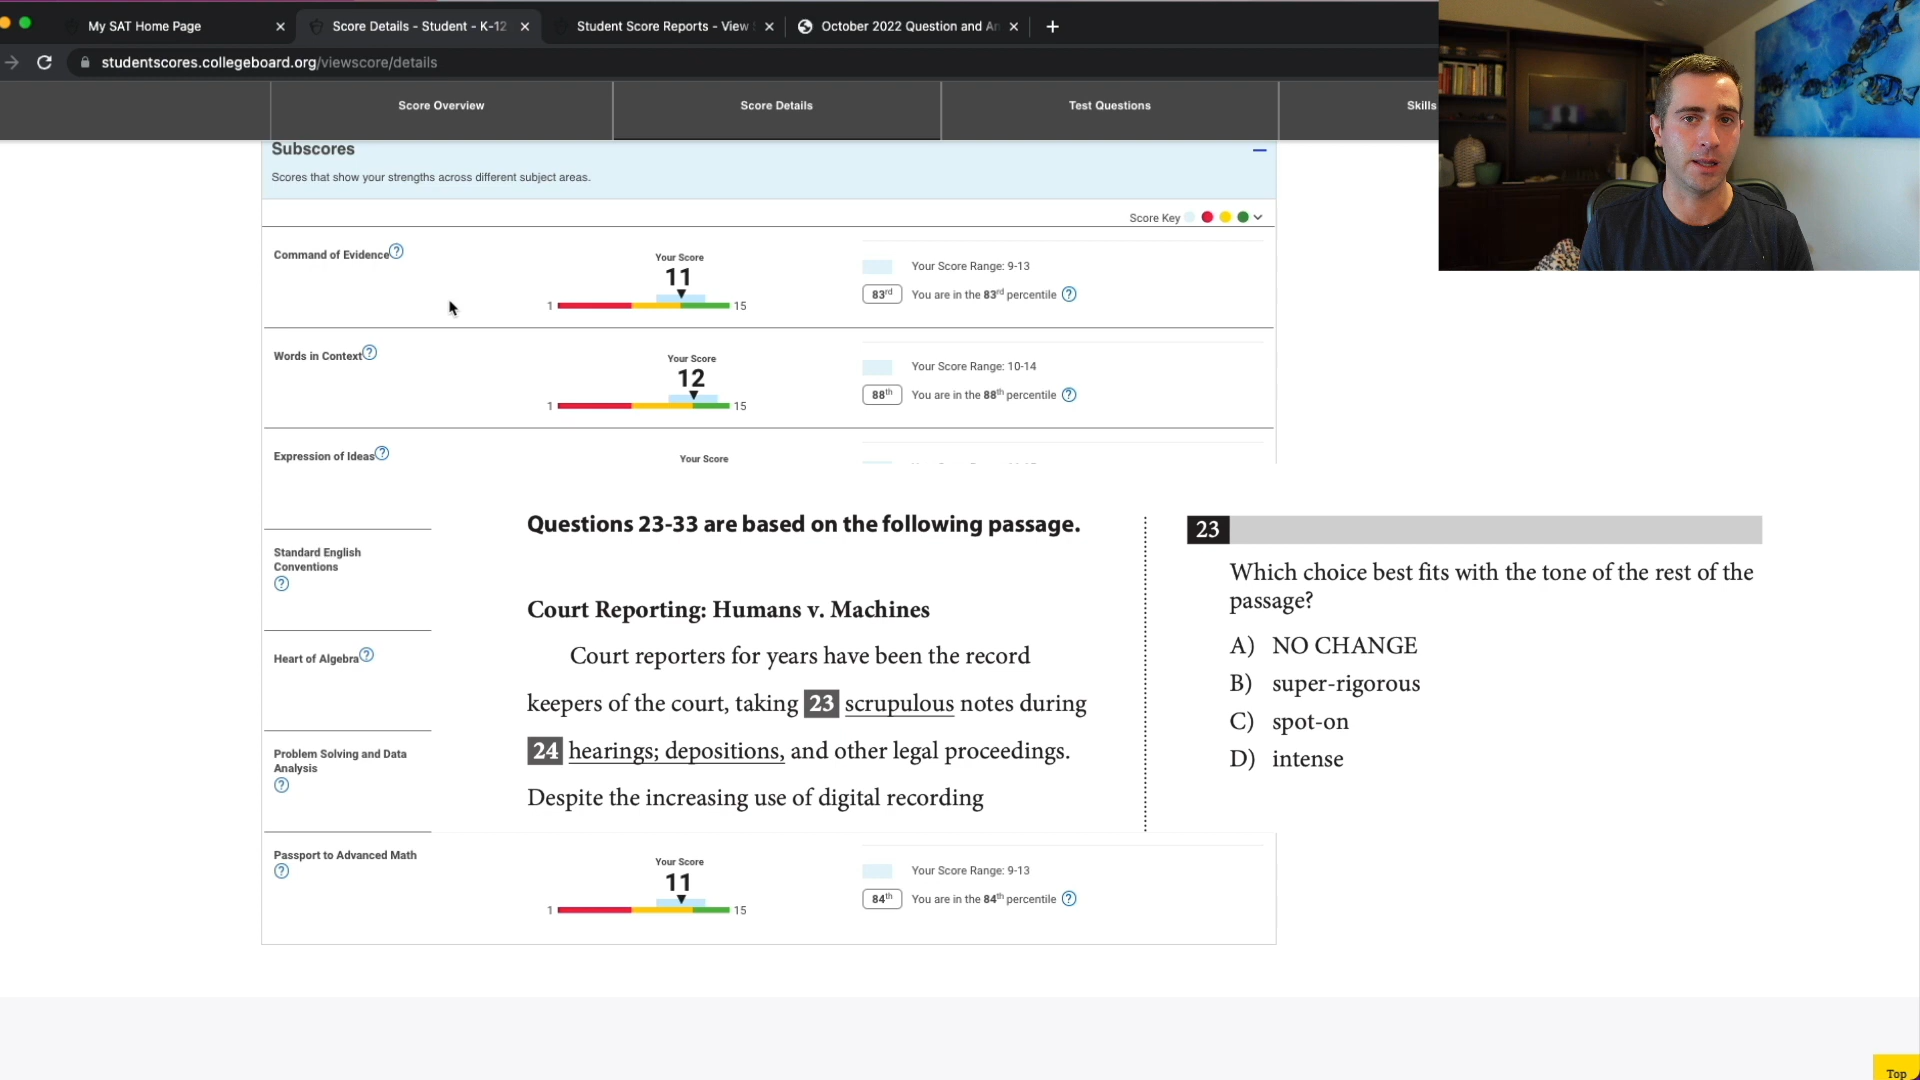 My SAT Home Page
Score Details - Student - K-12
Student Score Reports - View
October 2022 Question and An
studentscores.collegeboard.org/viewscore/details
Score Overview
Score Details
Test Questions
Skills
Subscores
Scores that show your strengths across different subject areas.
Score Key
Command of Evidence ?
Your Score
11
1 15
Your Score Range: 9-13
83rd You are in the 83rd percentile ?
Words in Context ?
Your Score
12
1 15
Your Score Range: 10-14
88th You are in the 88th percentile ?
Expression of Ideas ?
Your Score
Standard English
Conventions
?
Heart of Algebra ?
Problem Solving and Data
Analysis
?
Questions 23-33 are based on the following passage.
Court Reporting: Humans v. Machines
Court reporters for years have been the record
keepers of the court, taking 23 scrupulous notes during
24 hearings; depositions, and other legal proceedings.
Despite the increasing use of digital recording
23
Which choice best fits with the tone of the rest of the
passage?
A) NO CHANGE
B) super-rigorous
C) spot-on
D) intense
Passport to Advanced Math
?
Your Score
11
1 15
Your Score Range: 9-13
84th You are in the 84th percentile ?
Top